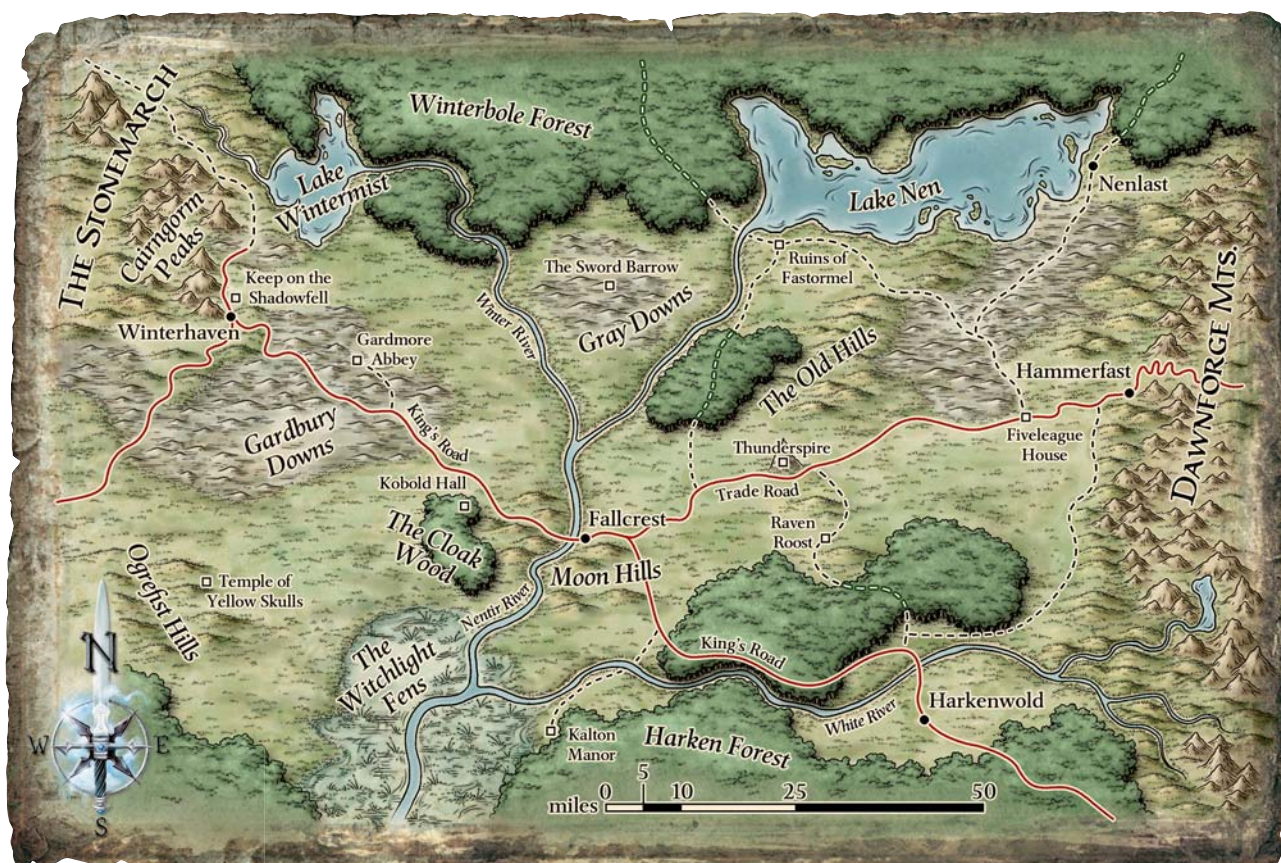 THE STONEMARCH
Winterbole Forest
Lake
Wintermist
Lake Nen
Nenlast
Cairngorm
Peaks
Keep on the
Shadowfell
The Sword Barrow
Ruins of
Fastormel
DAWNFORGE MTS.
Winterhaven
Gardmore
Abbey
Winter River
Gray Downs
The Old Hills
Hammerfast
Gardbury
Downs
King's Road
Fiveleague
House
Thunderspire
Trade Road
Kobold Hall
Fallcrest
Raven
Roost
The Cloak
Wood
Moon Hills
Ogrefist Hills
Temple of
Yellow Skulls
Nentir River
The
Witchlight
Fens
King's Road
Harkenwold
White River
Kalton
Manor
Harken Forest
N
W
E
S
miles
0
5
10
25
50